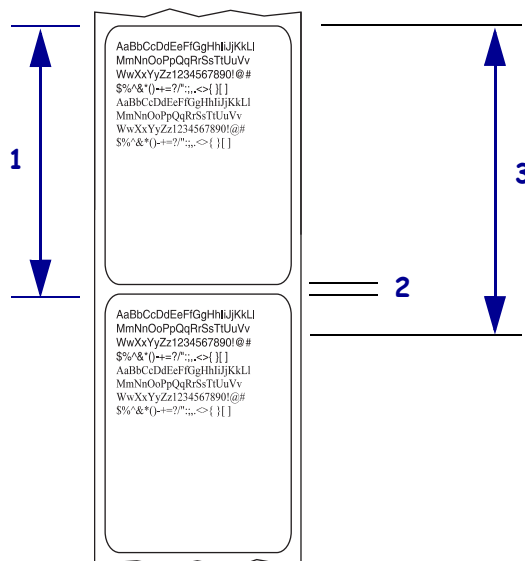 AaBbCcDdEeFfGgHhIiJjKkLl
MmNnOoPpQqRrSsTtUuVv
WwXxYyZz1234567890!@#
$%^&*()-+=?/":;,.<>{ }[ ]
AaBbCcDdEeFfGgHhIiJjKkLl
MmNnOoPpQqRrSsTtUuVv
WwXxYyZz1234567890!@#
$%^&*()-+=?/":;,.<>{ }[ ]
1
3
2
AaBbCcDdEeFfGgHhIiJjKkLl
MmNnOoPpQqRrSsTtUuVv
WwXxYyZz1234567890!@#
$%^&*()-+=?/":;,.<>{ }[ ]
AaBbCcDdEeFfGgHhIiJjKkLl
MmNnOoPpQqRrSsTtUuVv
WwXxYyZz1234567890!@#
$%^&*()-+=?/":;,.<>{ }[ ]